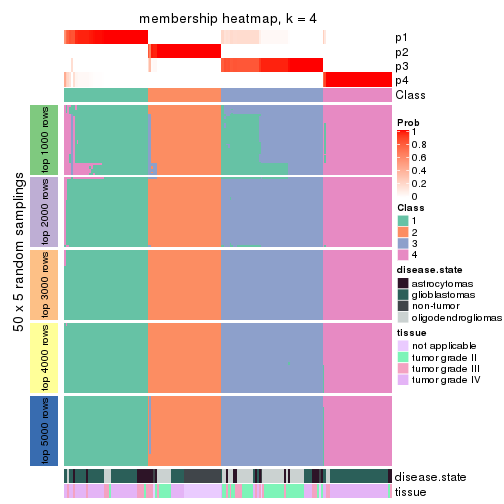 membership heatmap, k = 4
p1
p2
p3
p4
Class
50 x 5 random samplings
top 1000 rows
top 2000 rows
top 3000 rows
top 4000 rows
top 5000 rows
disease.state
tissue
Prob
1
0.8
0.6
0.4
0.2
0
Class
1
2
3
4
disease.state
astrocytomas
glioblastomas
non-tumor
oligodendrogliomas
tissue
not applicable
tumor grade II
tumor grade III
tumor grade IV